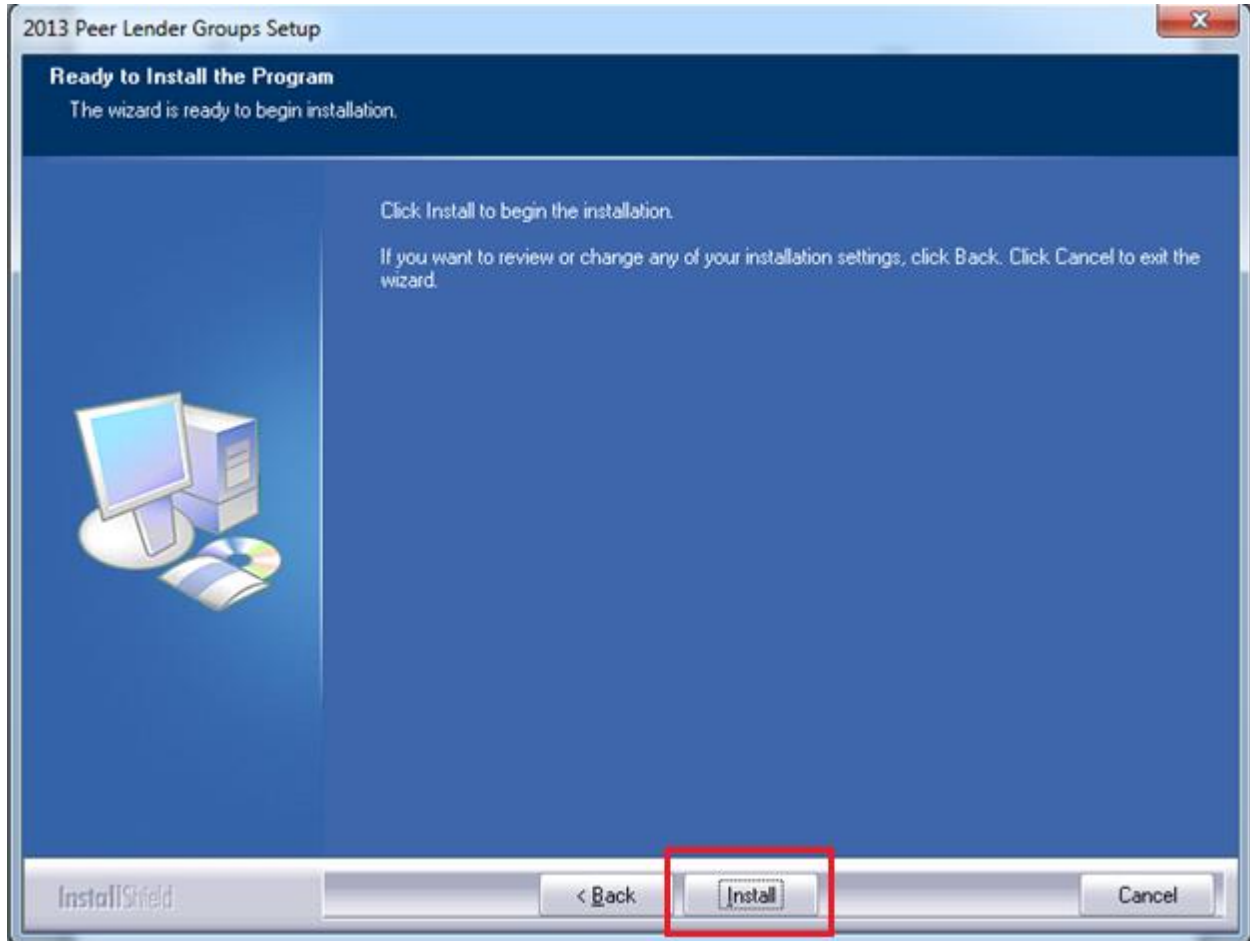 2013 Peer Lender Groups Setup
Ready to Install the Program
The wizard is ready to begin installation.
Click Install to begin the installation.
If you want to review or change any of your installation settings, click Back. Click Cancel to exit the
wizard.
InstallShield
< Back
Install
Cancel